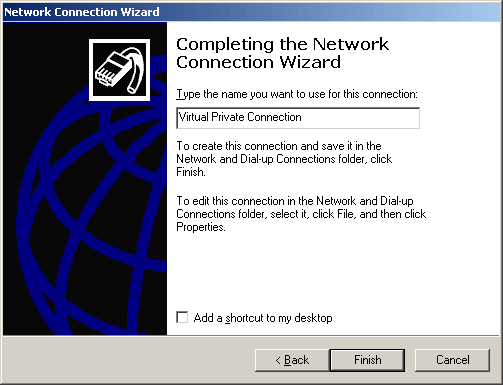 Network Connection Wizard
Completing the Network
Connection Wizard
Type the name you want to use for this connection:
Virtual Private Connection
To create this connection and save it in the
Network and Dial-up Connections folder, click
Finish.
To edit this connection in the Network and Dial-up
Connections folder, select it, click File, and then click
Properties.
Add a shortcut to my desktop
< Back
Finish
Cancel